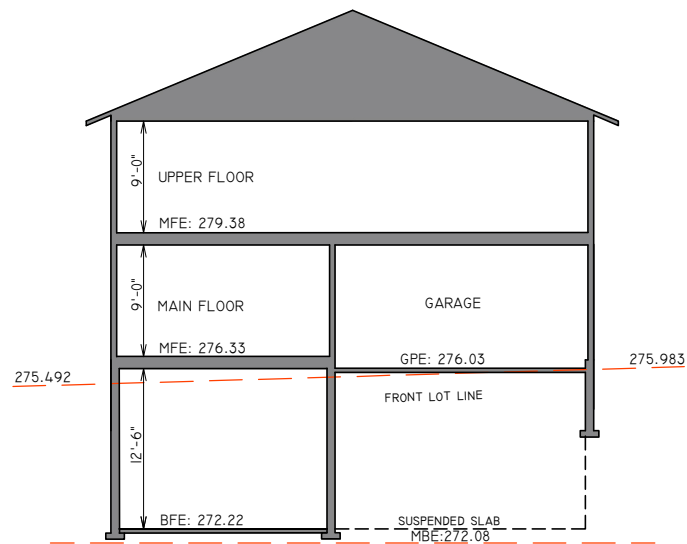 9'-0"
UPPER FLOOR
MFE: 279.38
9'-0"
MAIN FLOOR
GARAGE
MFE: 276.33
GPE: 276.03
275.983
275.492
FRONT LOT LINE
12'-6"
BFE: 272.22
SUSPENDED SLAB
MBE:272.08